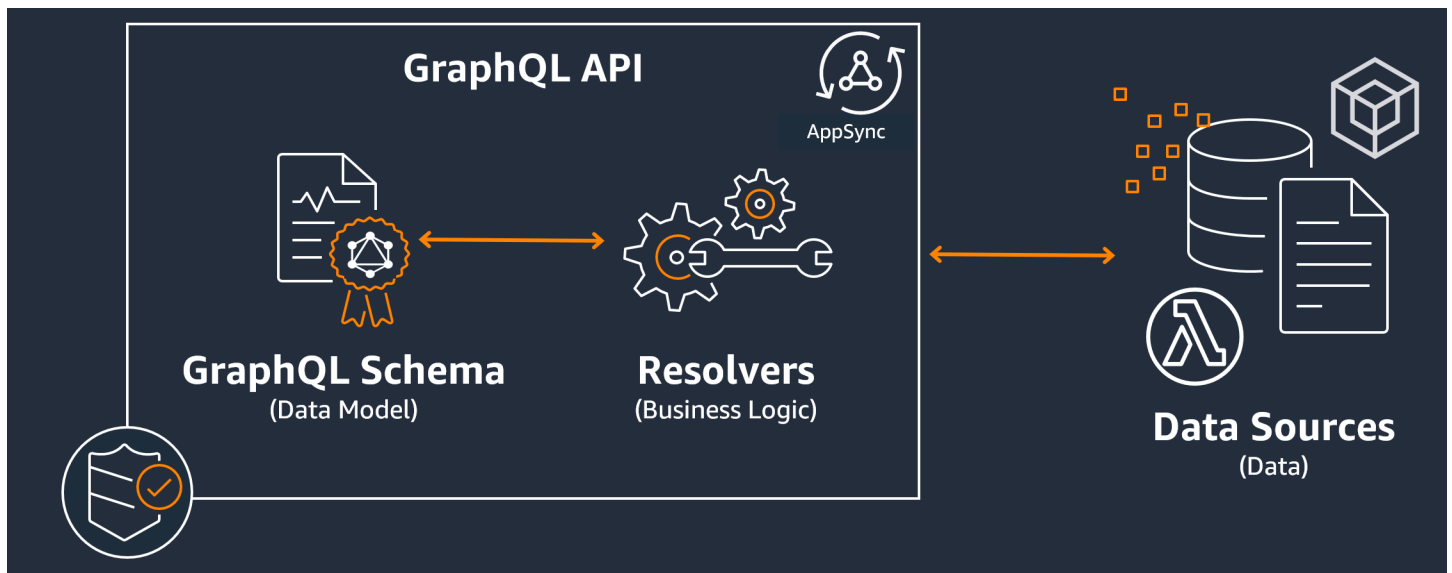 GraphQL API
AppSync
GraphQL Schema
(Data Model)
Resolvers
(Business Logic)
Data Sources
(Data)